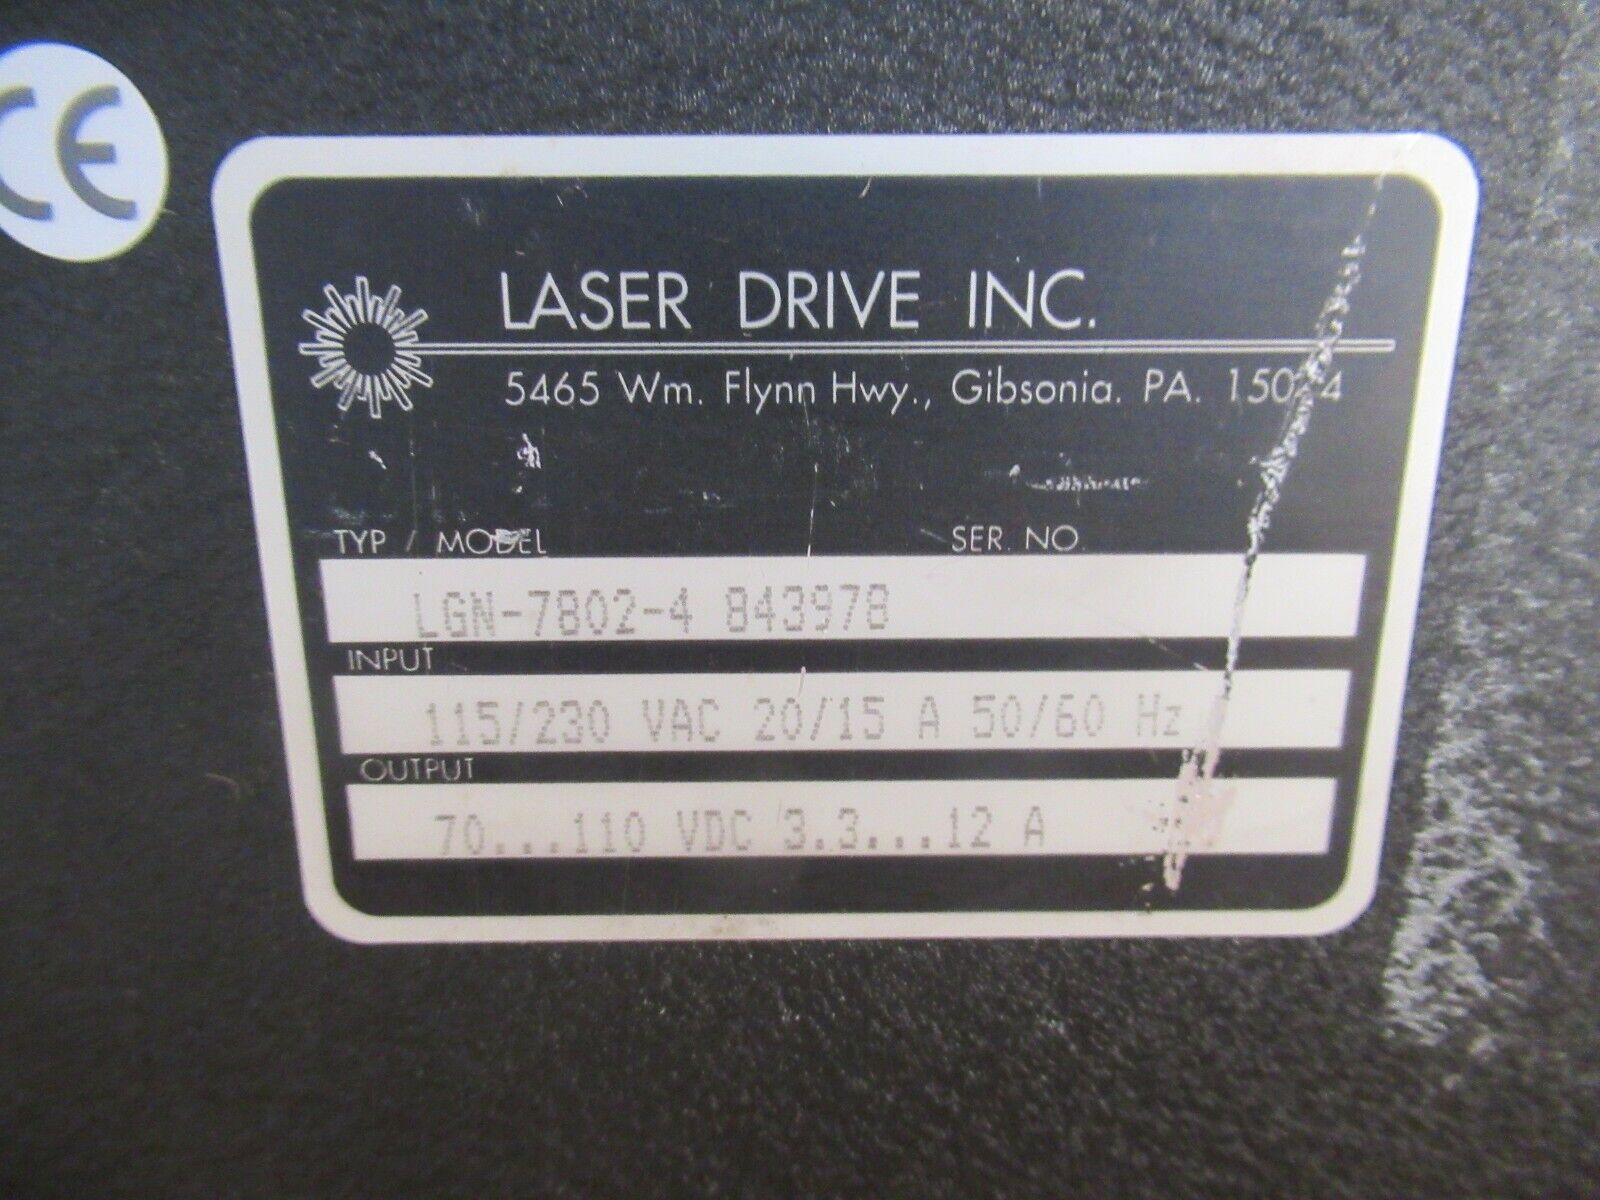 CE
LASER DRIVE INC.
5465 Wm. Flynn Hwy., Gibsonia. PA.
TYP / MODEL SER. NO.
LGN-7802-4 843978
INPUT
115/230 VAC 20/15 A 50/60 Hz
OUTPUT
70...110 VDC 3.3...12 A